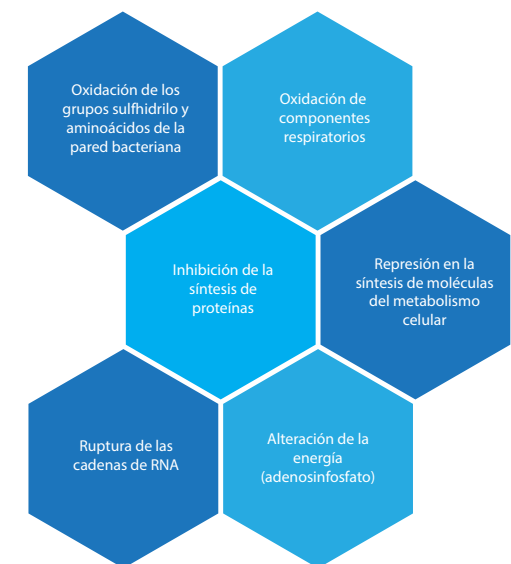 Oxidación de los
grupos sulfhidrilo y
aminoácidos de la
pared bacteriana
Oxidación de
componentes
respiratorios
Inhibición de la
síntesis de
proteínas
Represión en la
síntesis de moléculas
del metabolismo
celular
Ruptura de las
cadenas de RNA
Alteración de la
energía
(adenosinfosfato)